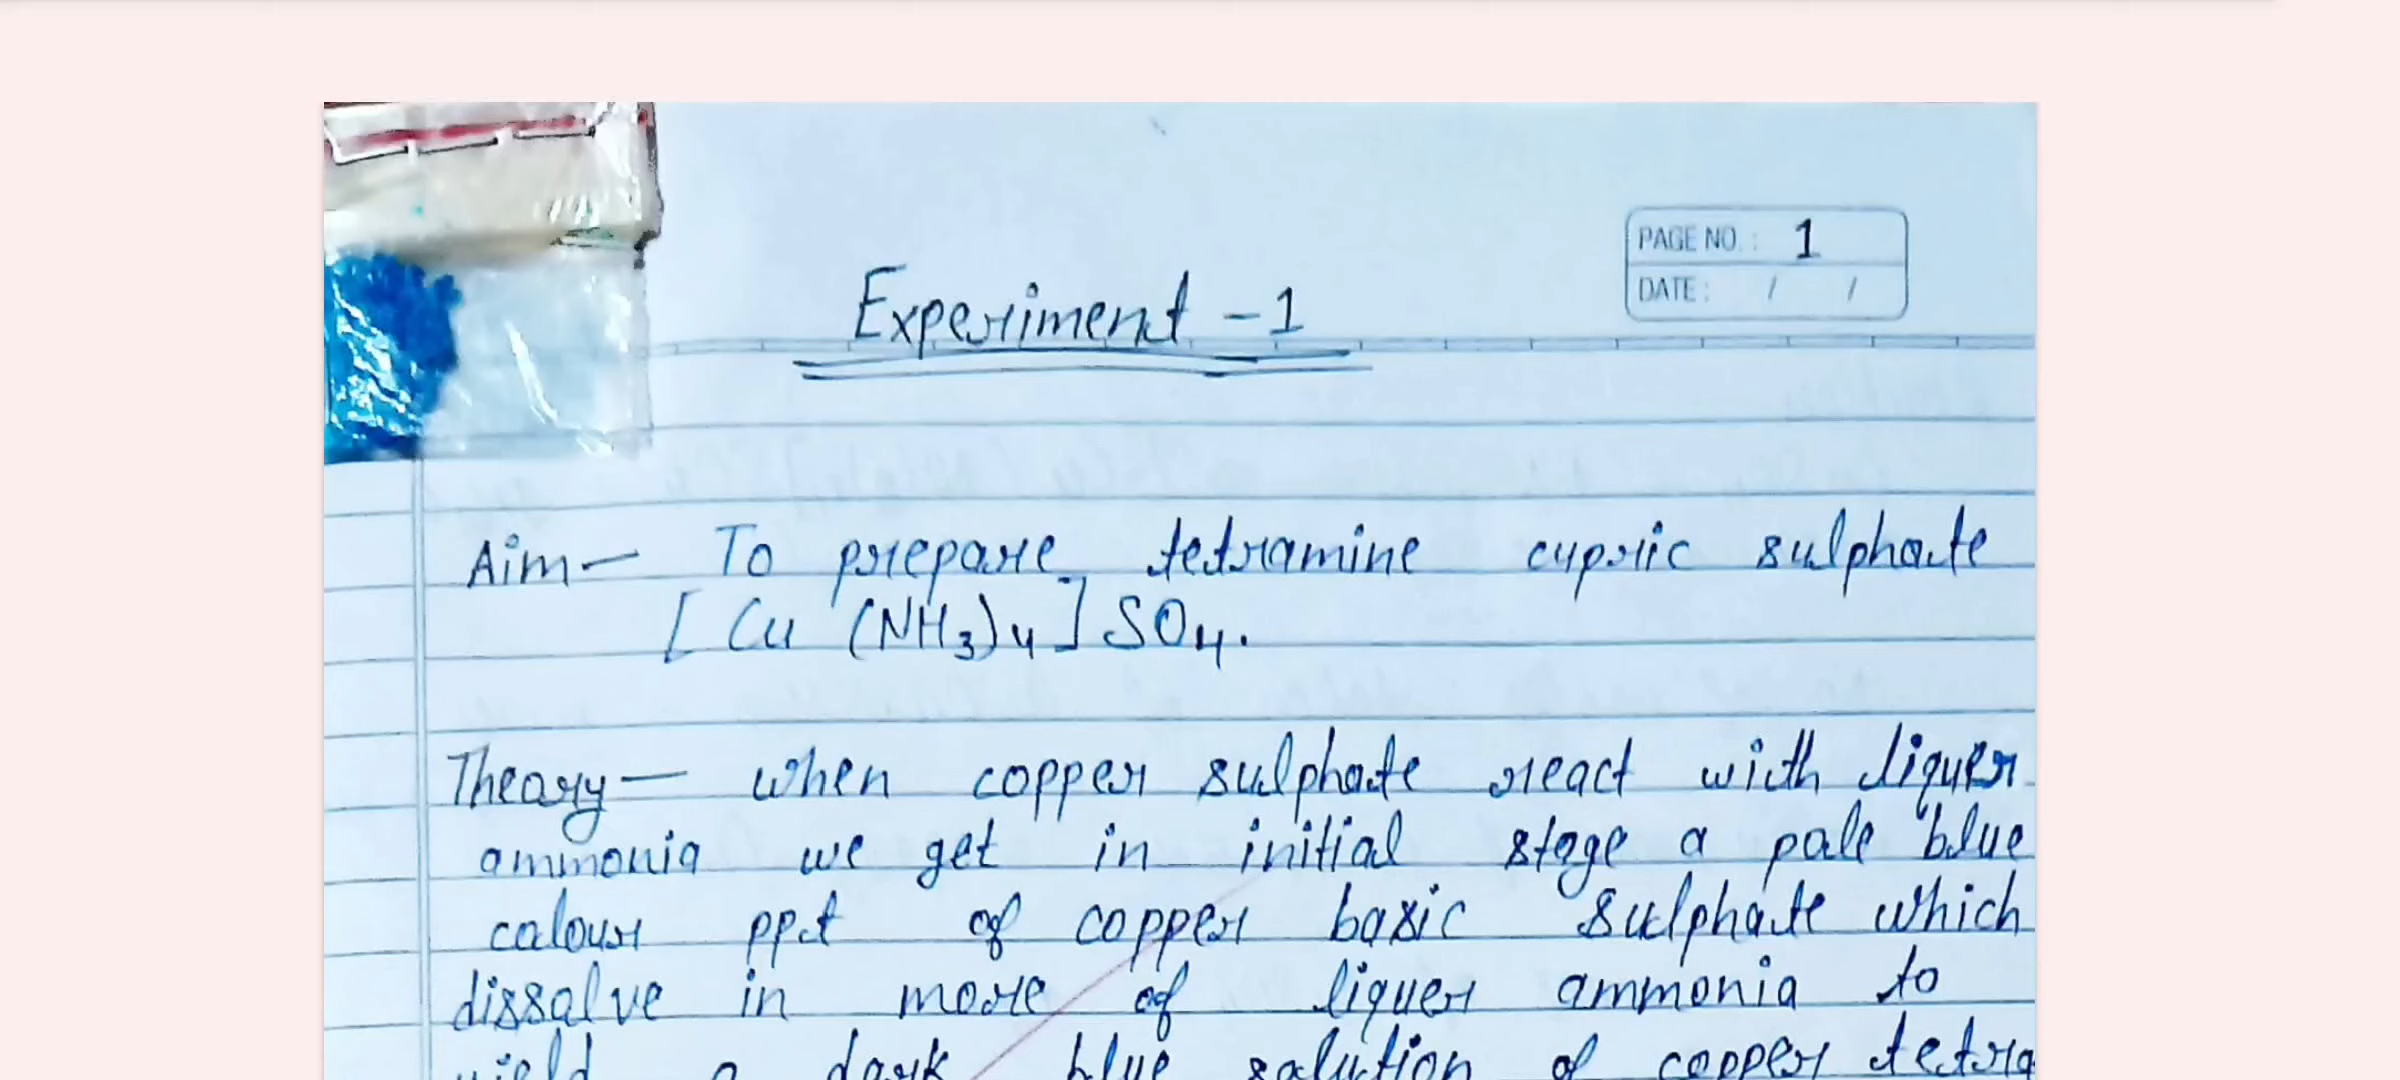 PAGE NO. : 1
DATE : / /
Experiment - 1
Aim - To prepare tetramine cupric sulphate
[Cu (NH3)4] SO4.
Theory - when copper sulphate react with liquer
ammonia we get in initial stage a pale blue
colour ppt of copper basic sulphate which
dissolve in more of liquer ammonia to
yield a dark blue solution of copper tetra